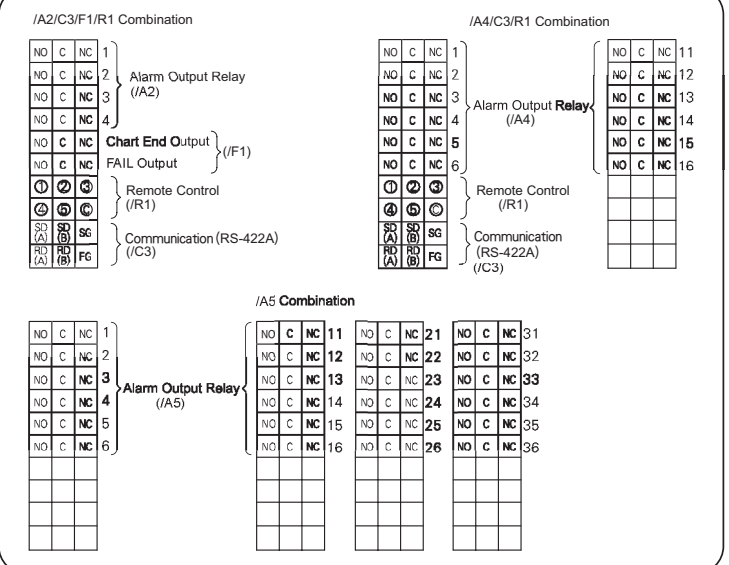 /A2/C3/F1/R1 Combination
NO C NC 1
NO C NC 2
NO C NC 3
NO C NC 4
Alarm Output Relay
(/A2)
NO C NC Chart End Output
NO C NC FAIL Output
(/F1)
① ② ③
④ ⑤ Ⓒ
Remote Control
(/R1)
SD (A) SD (B) SG
RD (A) RD (B) FG
Communication (RS-422A)
(/C3)
/A4/C3/R1 Combination
NO C NC 1
NO C NC 2
NO C NC 3
NO C NC 4
NO C NC 5
NO C NC 6
Alarm Output Relay
(/A4)
NO C NC 11
NO C NC 12
NO C NC 13
NO C NC 14
NO C NC 15
NO C NC 16
① ② ③
④ ⑤ Ⓒ
Remote Control
(/R1)
SD (A) SD (B) SG
RD (A) RD (B) FG
Communication
(RS-422A)
(/C3)
/A5 Combination
NO C NC 1
NO C NC 2
NO C NC 3
NO C NC 4
NO C NC 5
NO C NC 6
Alarm Output Relay
(/A5)
NO C NC 11
NO C NC 12
NO C NC 13
NO C NC 14
NO C NC 15
NO C NC 16
NO C NC 21
NO C NC 22
NO C NC 23
NO C NC 24
NO C NC 25
NO C NC 26
NO C NC 31
NO C NC 32
NO C NC 33
NO C NC 34
NO C NC 35
NO C NC 36